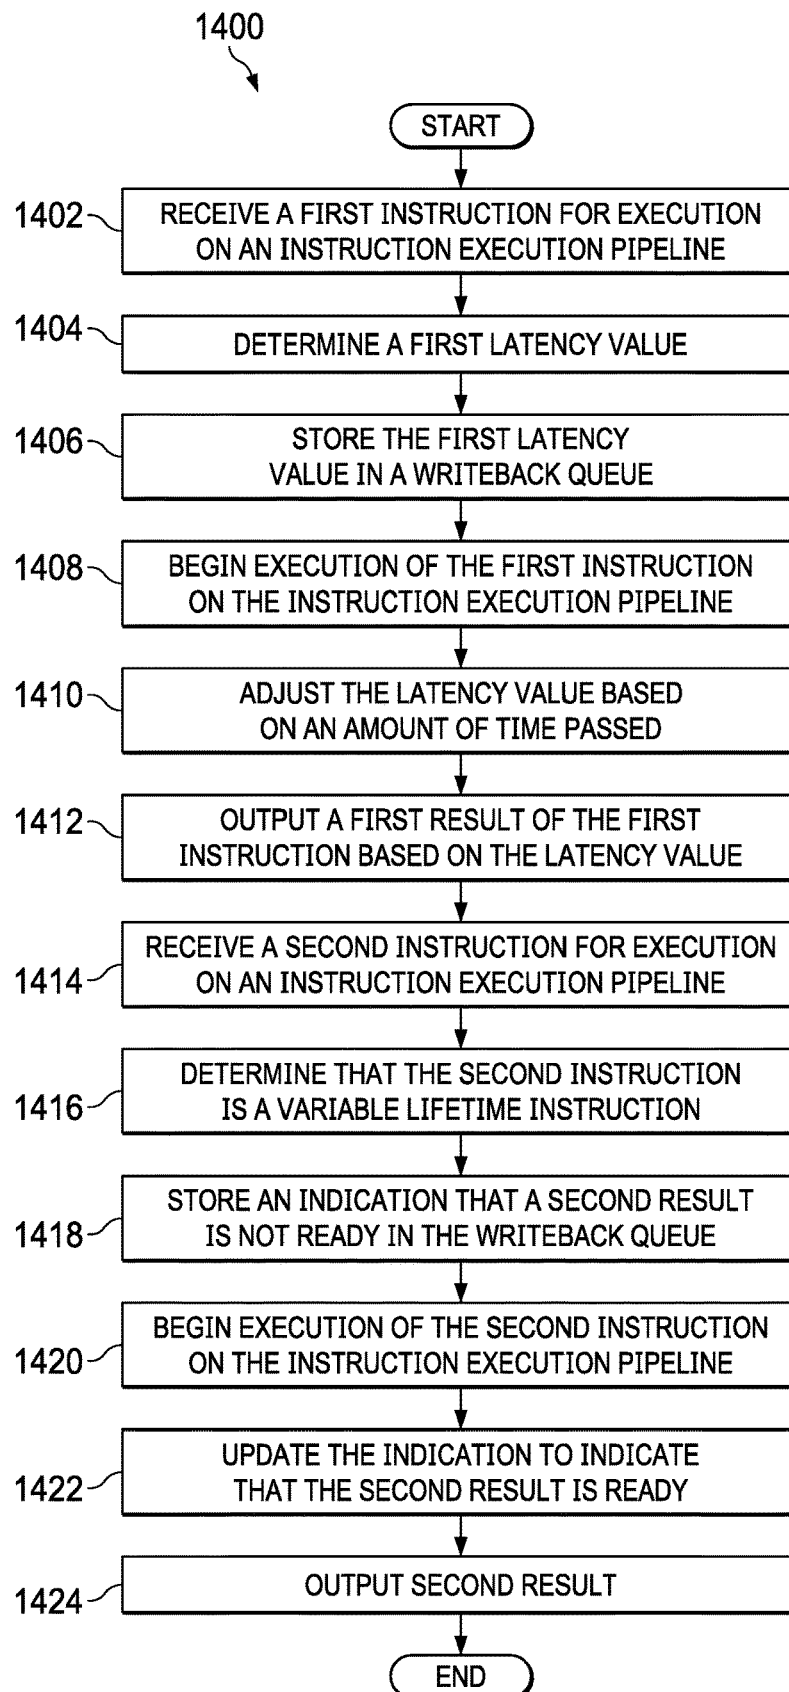 1400
START
1402
RECEIVE A FIRST INSTRUCTION FOR EXECUTION
ON AN INSTRUCTION EXECUTION PIPELINE
1404
DETERMINE A FIRST LATENCY VALUE
1406
STORE THE FIRST LATENCY
VALUE IN A WRITEBACK QUEUE
1408
BEGIN EXECUTION OF THE FIRST INSTRUCTION
ON THE INSTRUCTION EXECUTION PIPELINE
1410
ADJUST THE LATENCY VALUE BASED
ON AN AMOUNT OF TIME PASSED
1412
OUTPUT A FIRST RESULT OF THE FIRST
INSTRUCTION BASED ON THE LATENCY VALUE
1414
RECEIVE A SECOND INSTRUCTION FOR EXECUTION
ON AN INSTRUCTION EXECUTION PIPELINE
1416
DETERMINE THAT THE SECOND INSTRUCTION
IS A VARIABLE LIFETIME INSTRUCTION
1418
STORE AN INDICATION THAT A SECOND RESULT
IS NOT READY IN THE WRITEBACK QUEUE
1420
BEGIN EXECUTION OF THE SECOND INSTRUCTION
ON THE INSTRUCTION EXECUTION PIPELINE
1422
UPDATE THE INDICATION TO INDICATE
THAT THE SECOND RESULT IS READY
1424
OUTPUT SECOND RESULT
END